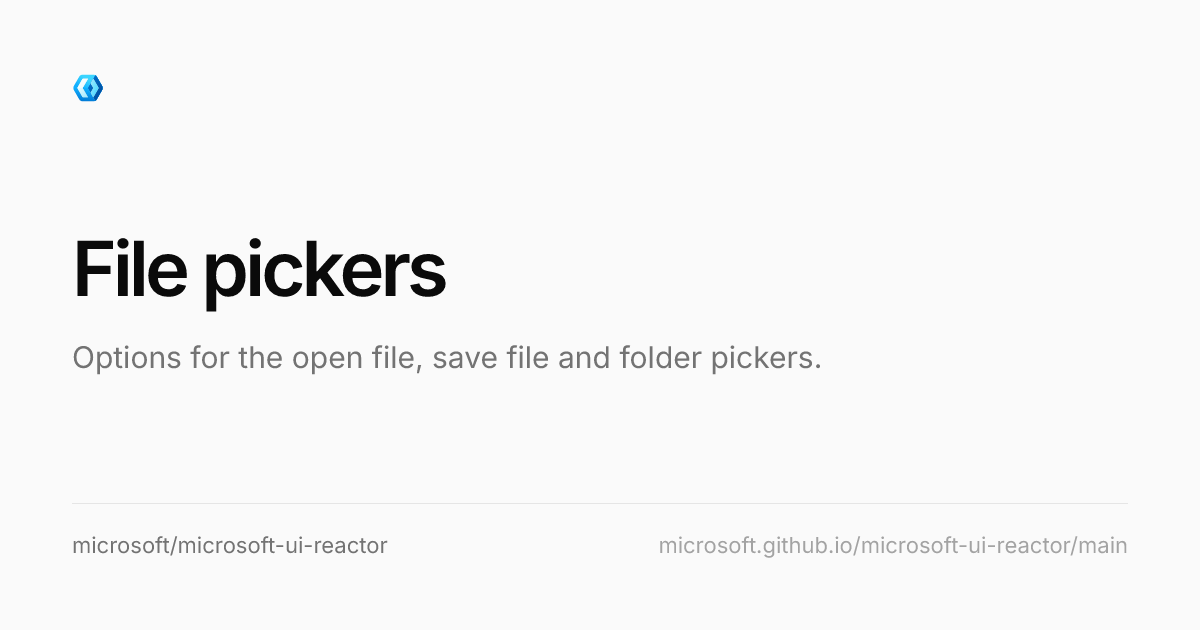 File pickers
Options for the open file, save file and folder pickers.
microsoft/microsoft-ui-reactor
microsoft.github.io/microsoft-ui-reactor/main